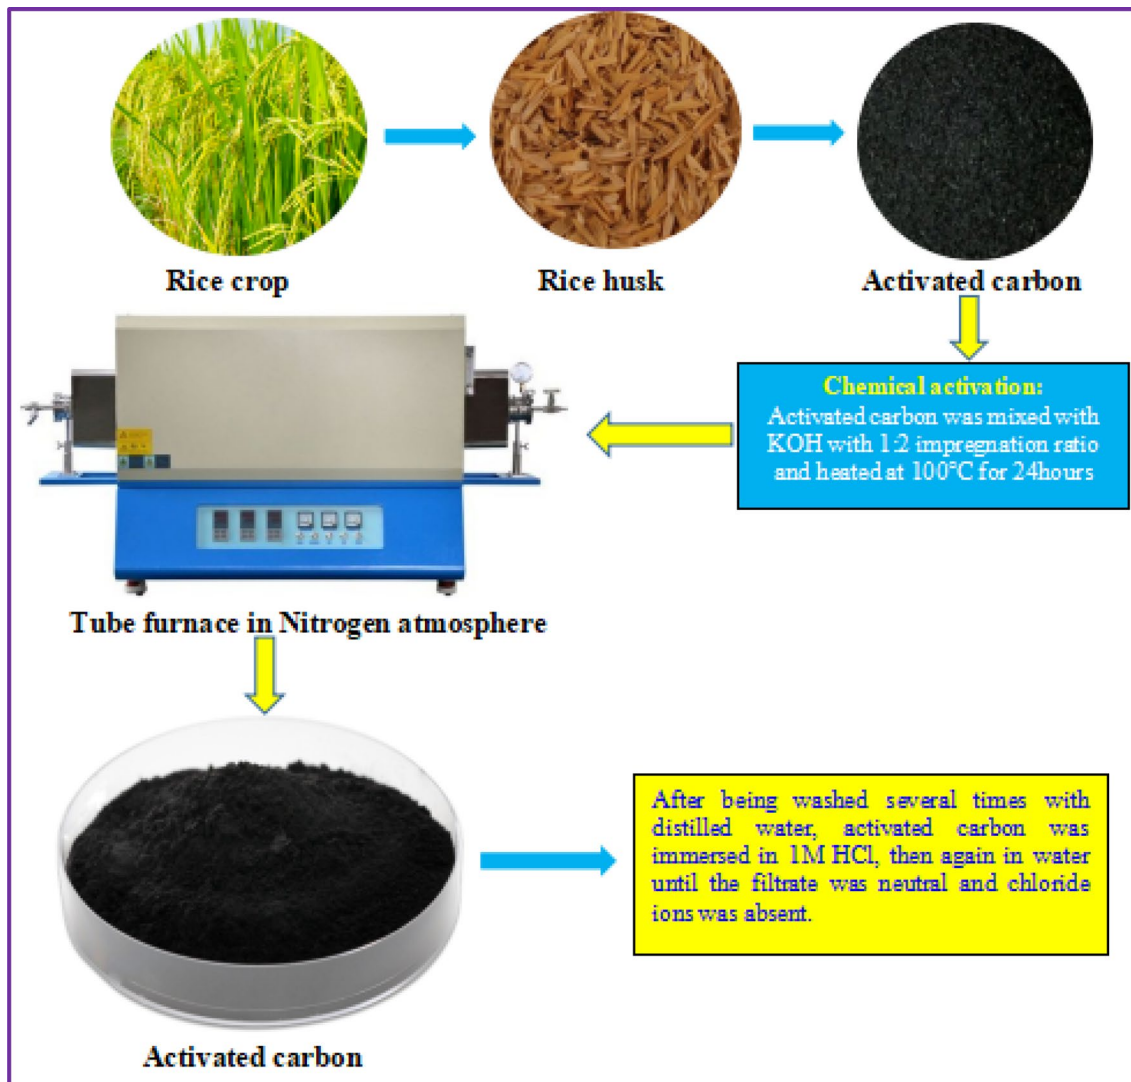 Rice crop
Rice husk
Activated carbon
Chemical activation:
Activated carbon was mixed with
KOH with 1:2 impregnation ratio
and heated at 100°C for 24hours
Tube furnace in Nitrogen atmosphere
After being washed several times with
distilled water, activated carbon was
immersed in 1M HCl, then again in water
until the filtrate was neutral and chloride
ions was absent.
Activated carbon